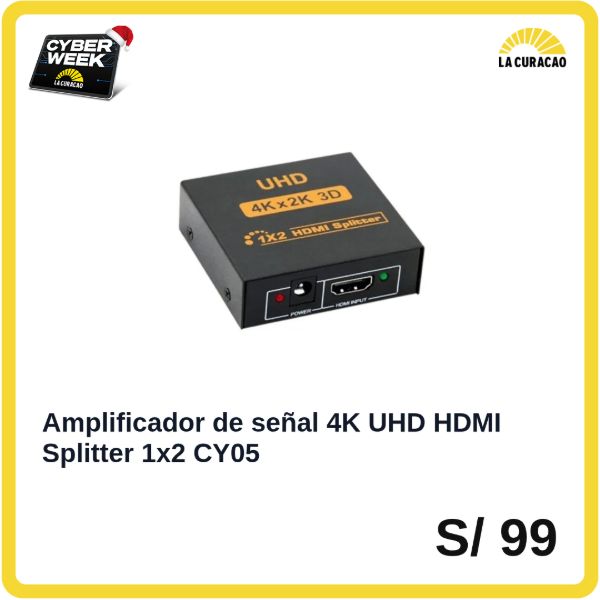 CYBER
WEEK
LA CURACAO
LA CURACAO
UHD
4K x 2K 3D
1X2 HDMI Splitter
POWER
HDMI INPUT
Amplificador de señal 4K UHD HDMI
Splitter 1x2 CY05
S/ 99